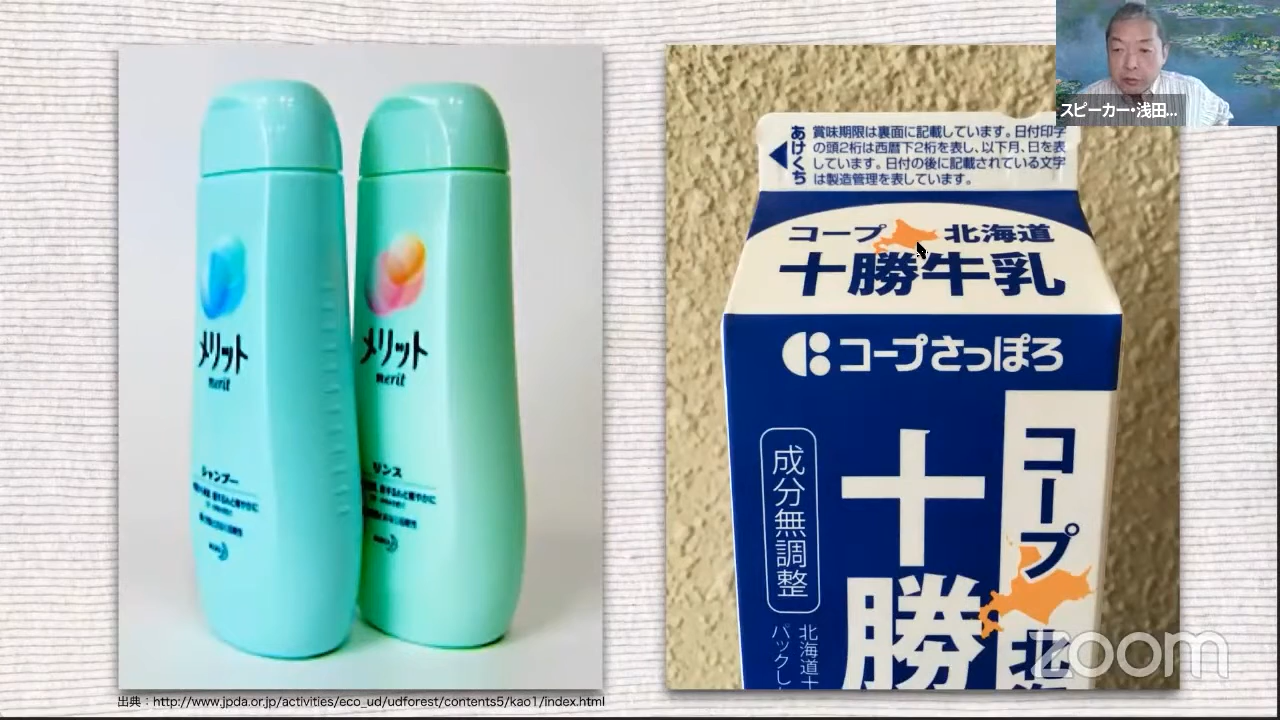 メリット
merit
シャンプー
メリット
merit
リンス
出典：http://www.jpda.or.jp/activities/eco_ud/udforest/contents5/kao1/index.html
あけくち
賞味期限は裏面に記載しています。日付印字
の頭2桁は西暦下2桁を表し、以下月、日を表
しています。日付の後に記載されている文字
は製造管理を表しています。
コープ 北海道
十勝牛乳
コープさっぽろ
成分無調整
十勝
コープ 北
北海道十
パックし
スピーカー・浅田...
zoom